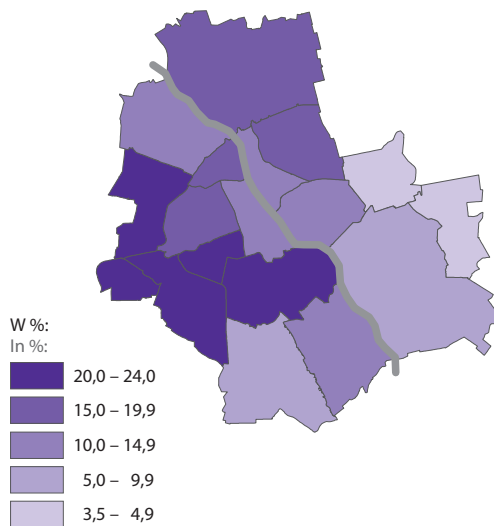 W %:
In %:
20,0 – 24,0
15,0 – 19,9
10,0 – 14,9
5,0 – 9,9
3,5 – 4,9